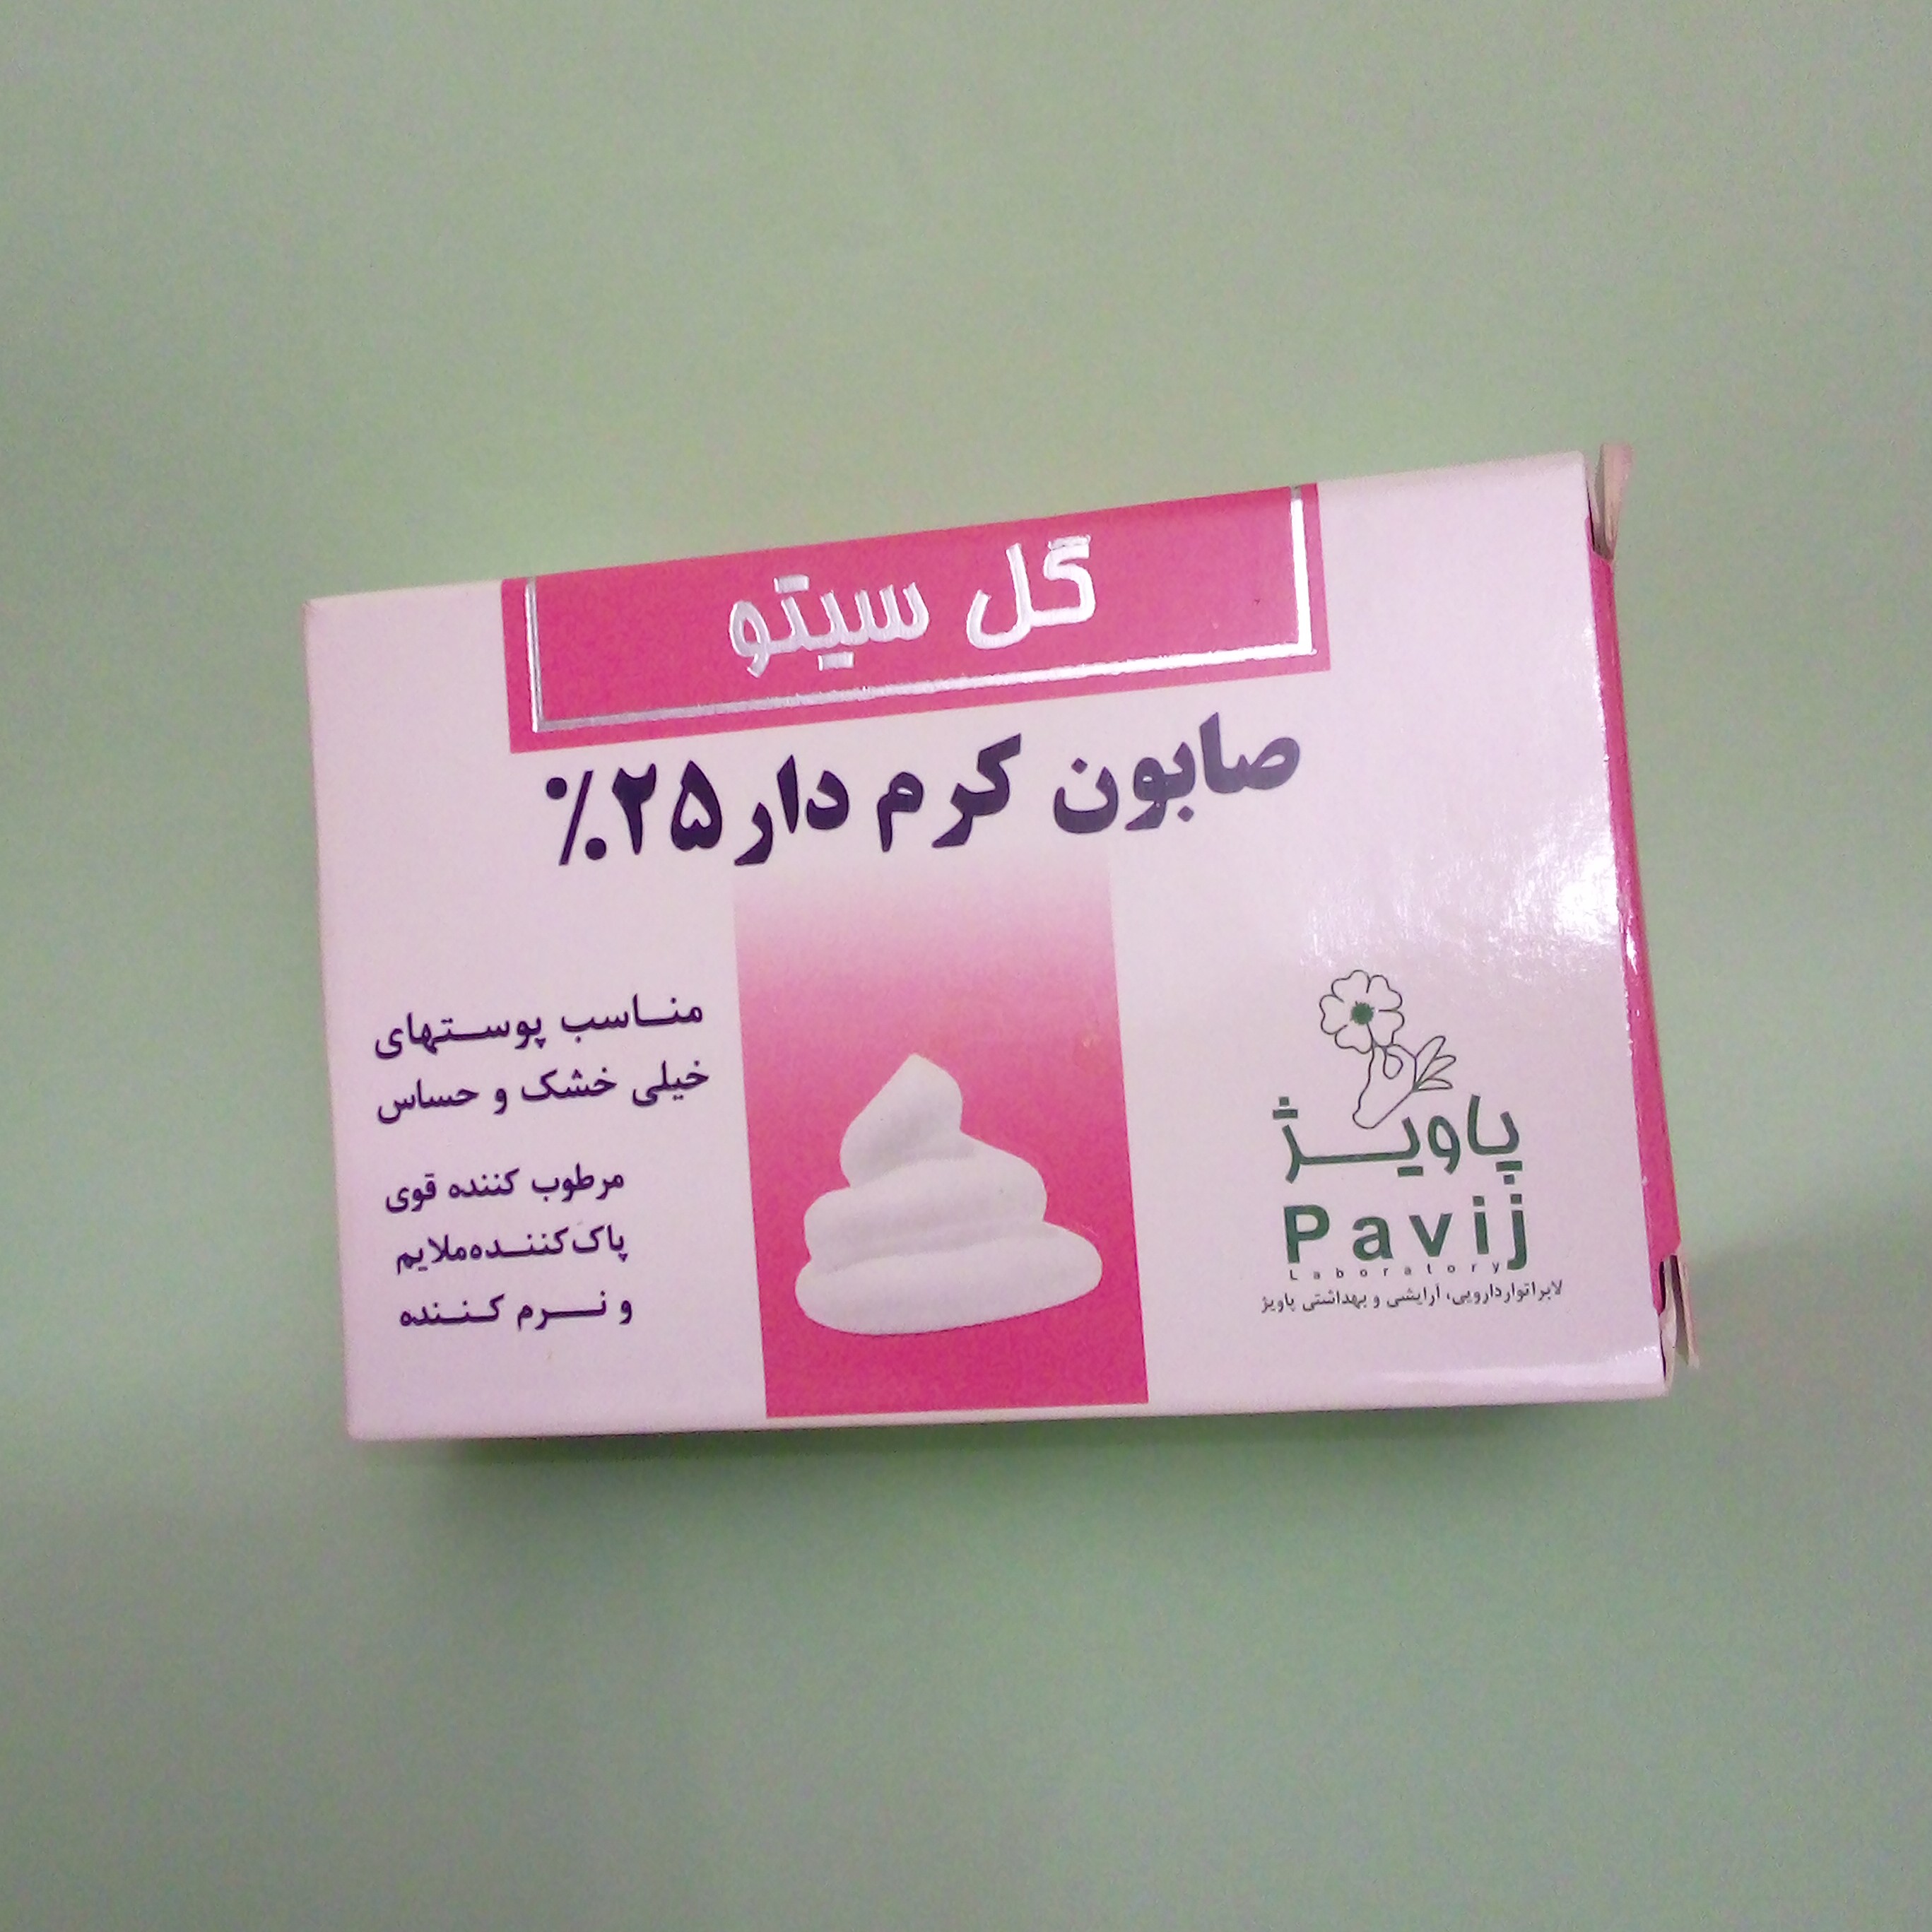 گل سیتو
صابون کرم دار ۲۵٪
مناسب پوستهای
خیلی خشک و حساس
مرطوب کننده قوی
پاک‌کننده ملایم
و نرم کننده
پاویژ
Pavij
Laboratory
لابراتوار دارویی، آرایشی و بهداشتی پاویژ